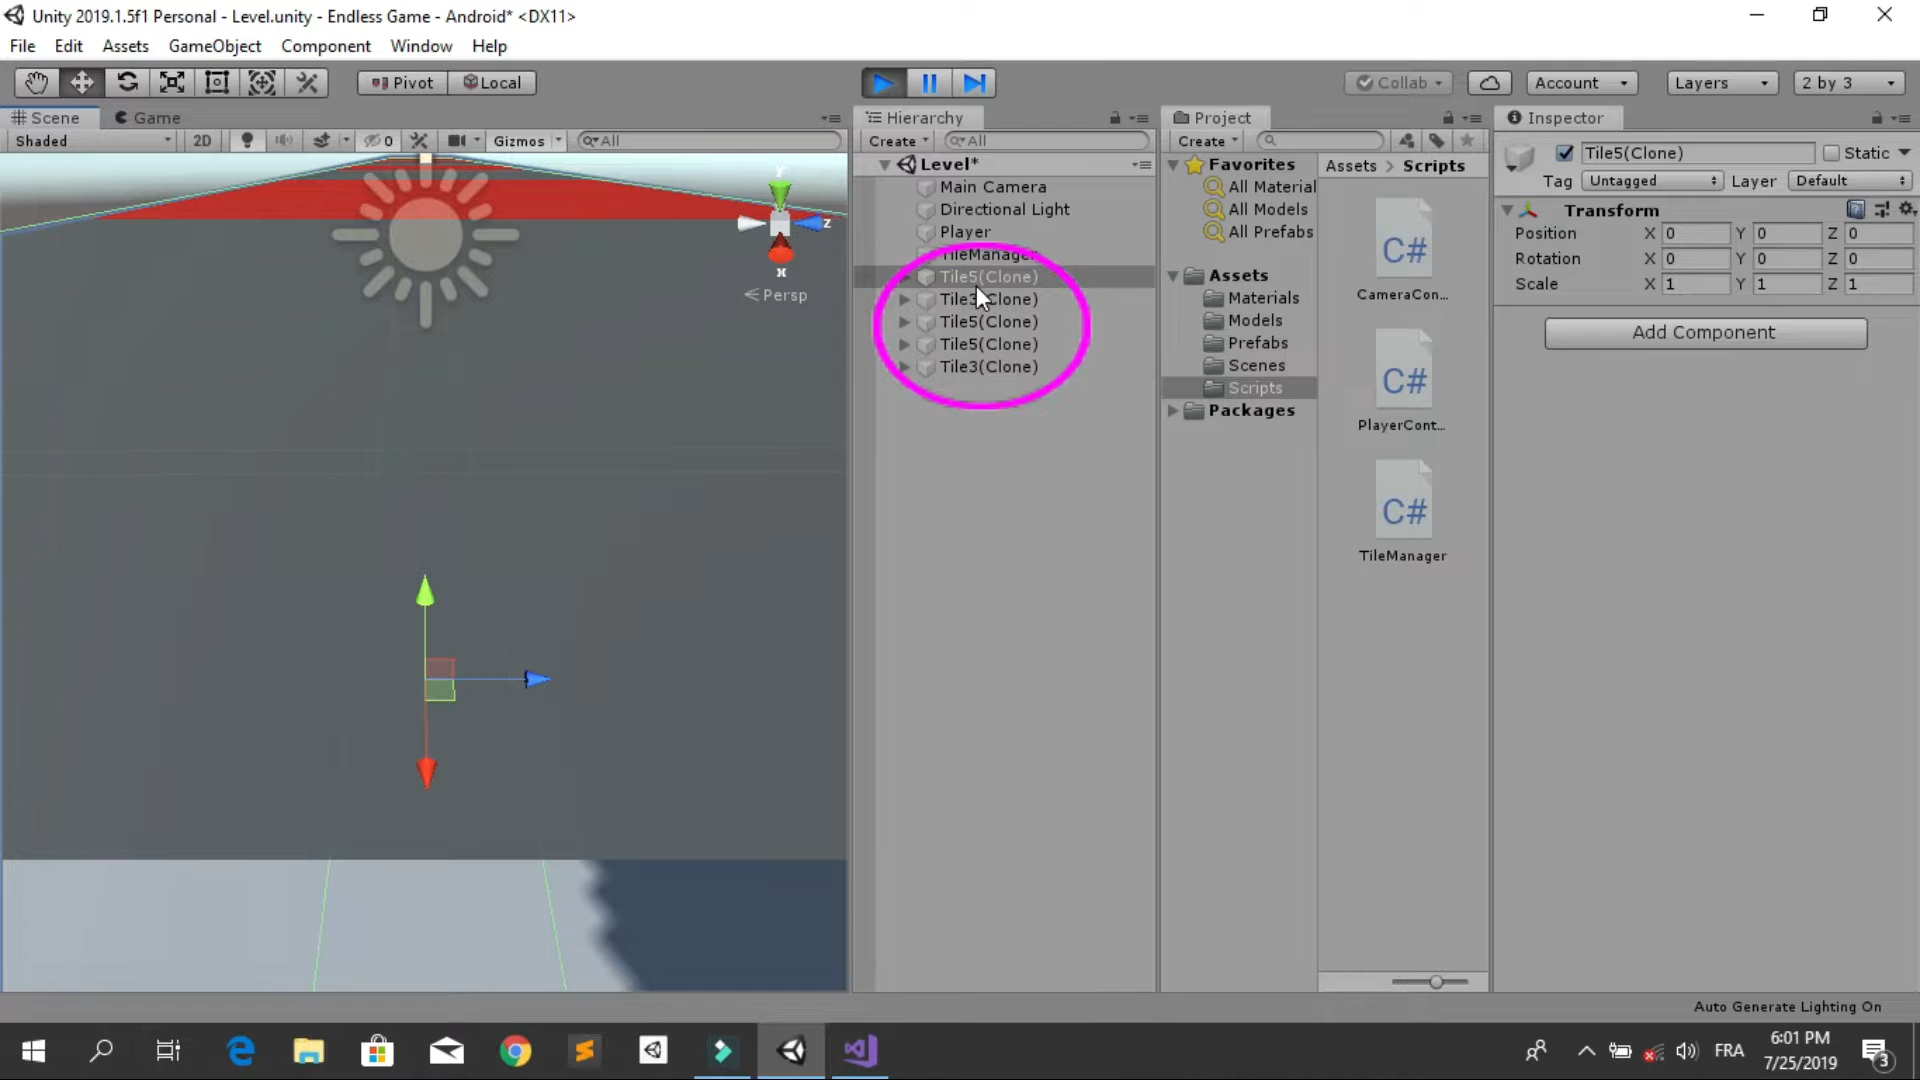 Unity 2019.1.5f1 Personal - Level.unity - Endless Game - Android* <DX11>
File Edit Assets GameObject Component Window Help
Pivot Local Collab Account Layers 2 by 3
Scene Game
Shaded 2D 0 Gizmos All
y
z
x
Persp
Hierarchy
Create All
Level*
Main Camera
Directional Light
Player
TileManager
Tile5(Clone)
Tile3(Clone)
Tile5(Clone)
Tile5(Clone)
Tile3(Clone)
Project
Create
Favorites
All Material
All Models
All Prefabs
Assets
Materials
Models
Prefabs
Scenes
Scripts
Packages
Assets > Scripts
C#
CameraCon...
C#
PlayerCont...
C#
TileManager
Inspector
Tile5(Clone) Static
Tag Untagged Layer Default
Transform
Position X 0 Y 0 Z 0
Rotation X 0 Y 0 Z 0
Scale X 1 Y 1 Z 1
Add Component
Auto Generate Lighting On
FRA
6:01 PM
7/25/2019
3